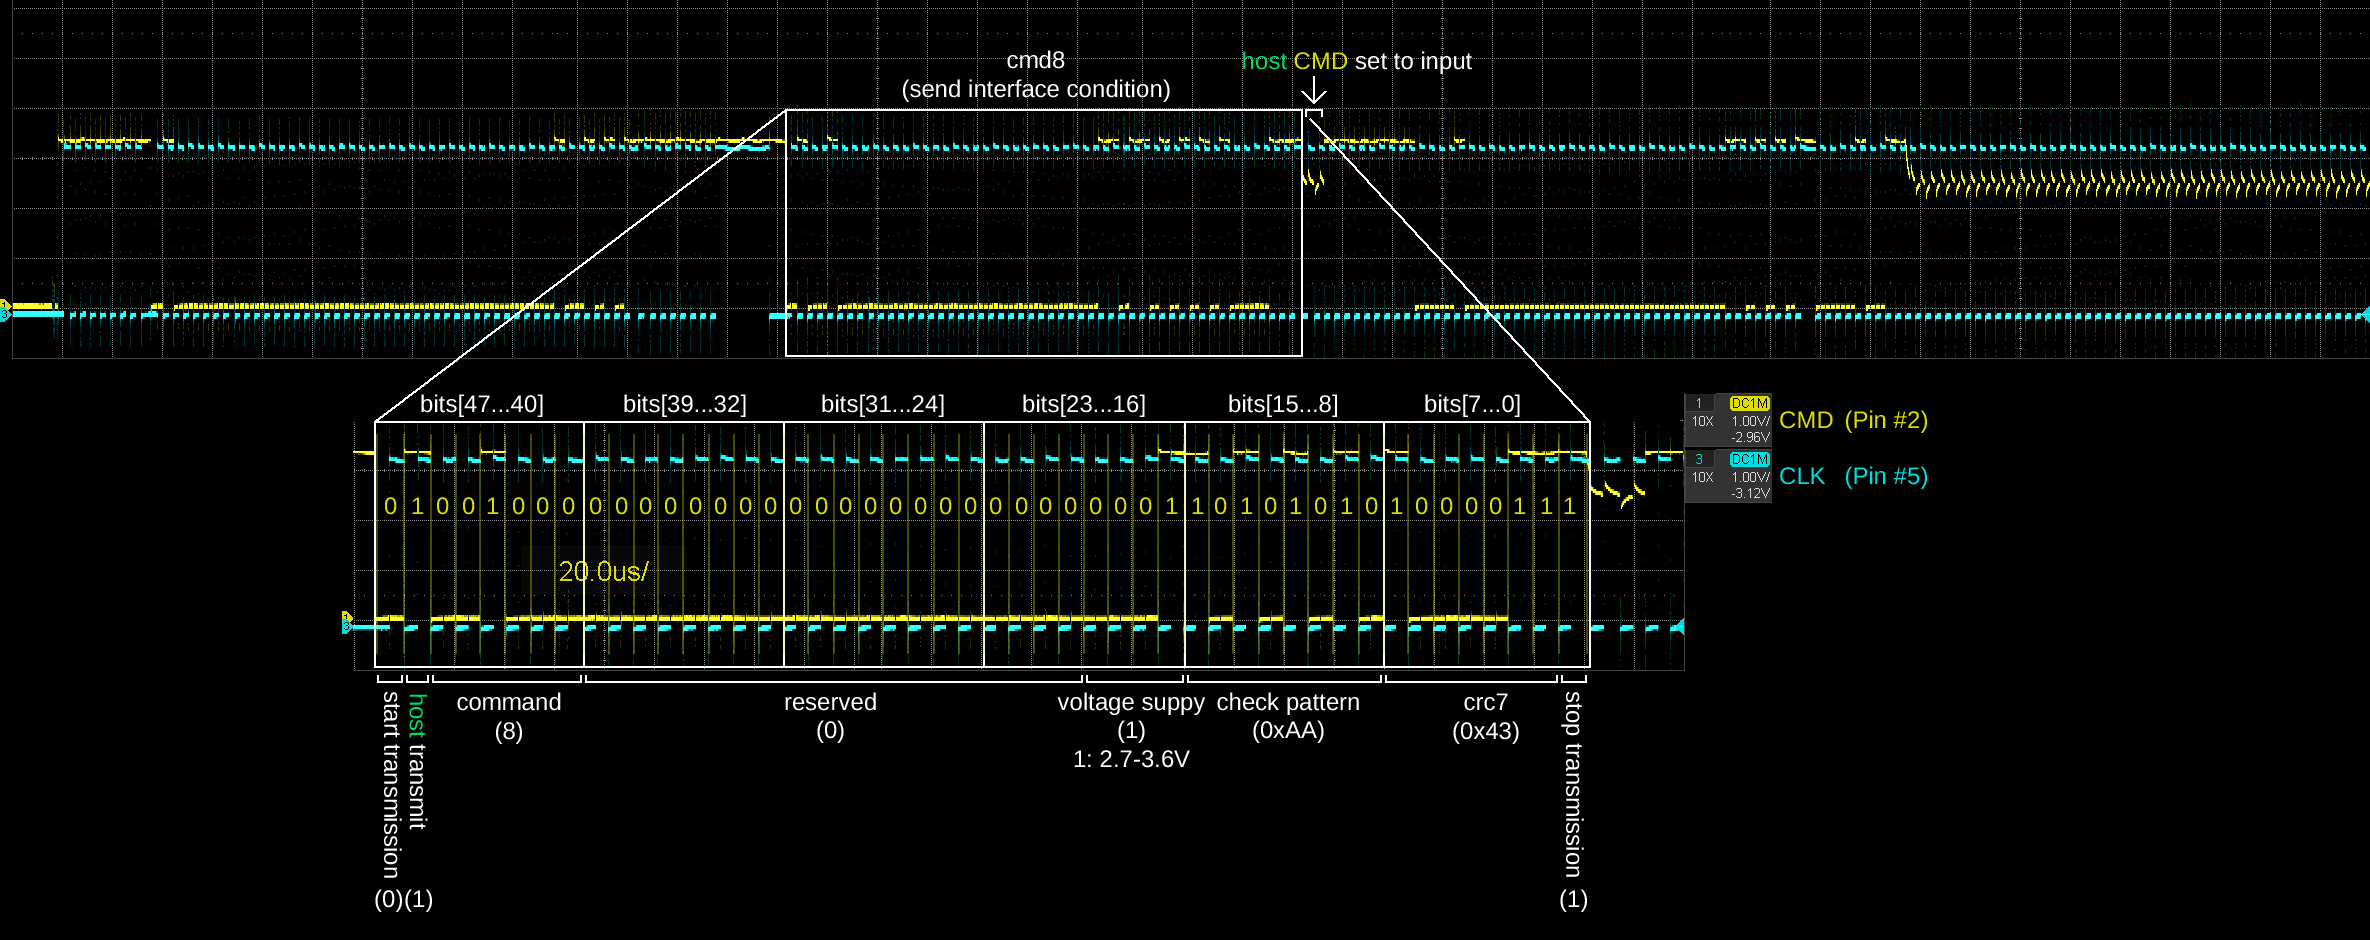 cmd8
(send interface condition)
host CMD set to input
1
3
bits[47...40] bits[39...32] bits[31...24] bits[23...16] bits[15...8] bits[7...0]
1 DC1M
10X 1.00V/
-2.96V
CMD (Pin #2)
3 DC1M
10X 1.00V/
-3.12V
CLK (Pin #5)
0 1 0 0 1 0 0 0 0 0 0 0 0 0 0 0 0 0 0 0 0 0 0 0 0 0 0 0 0 0 0 1 1 0 1 0 1 0 1 0 1 0 0 0 0 1 1 1
20.0us/
1
3
start transmission
(0)
host transmit
(1)
command
(8)
reserved
(0)
voltage suppy
(1)
1: 2.7-3.6V
check pattern
(0xAA)
crc7
(0x43)
stop transmission
(1)